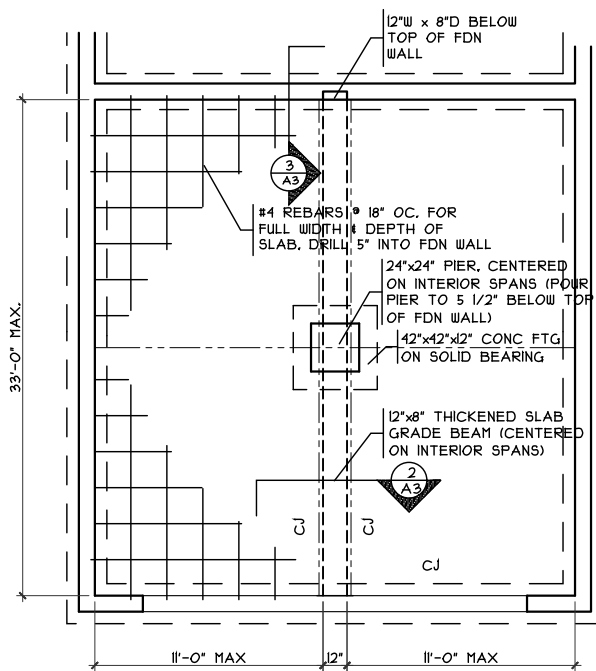 12"W x 8"D BELOW
TOP OF FDN
WALL
3
A3
#4 REBARS @ 18" OC. FOR
FULL WIDTH & DEPTH OF
SLAB, DRILL 5" INTO FDN WALL
24"x24" PIER, CENTERED
ON INTERIOR SPANS (POUR
PIER TO 5 1/2" BELOW TOP
OF FDN WALL)
42"x42"x12" CONC FTG
ON SOLID BEARING
33'-0" MAX.
12"x8" THICKENED SLAB
GRADE BEAM (CENTERED
ON INTERIOR SPANS)
2
A3
CJ
CJ
CJ
11'-0" MAX
12"
11'-0" MAX